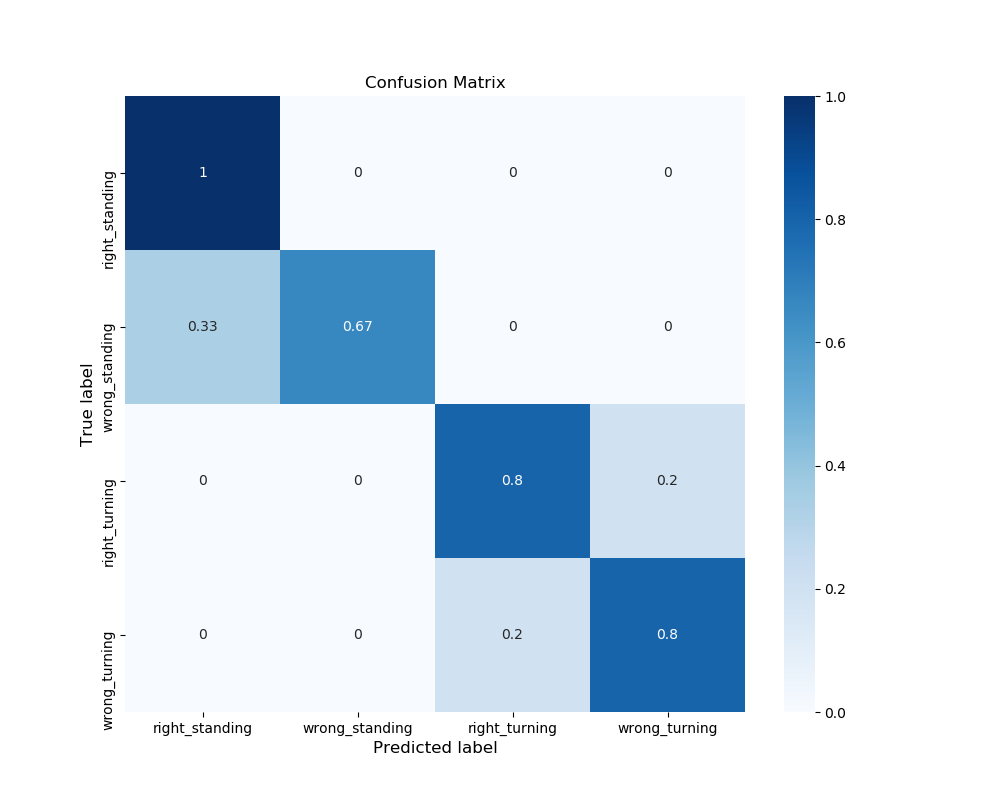 Confusion Matrix
True label
right_standing
1
0
0
0
wrong_standing
0.33
0.67
0
0
right_turning
0
0
0.8
0.2
wrong_turning
0
0
0.2
0.8
right_standing
wrong_standing
right_turning
wrong_turning
Predicted label
1.0
0.8
0.6
0.4
0.2
0.0